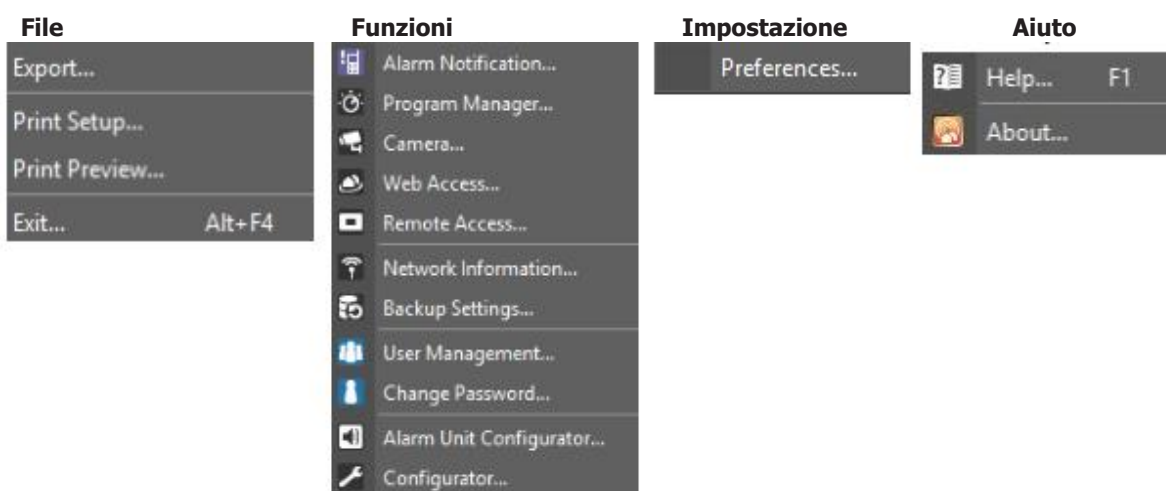 File
Export...
Print Setup...
Print Preview...
Exit... Alt+F4
Funzioni
Alarm Notification...
Program Manager...
Camera...
Web Access...
Remote Access...
Network Information...
Backup Settings...
User Management...
Change Password...
Alarm Unit Configurator...
Configurator...
Impostazione
Preferences...
Aiuto
Help... F1
About...